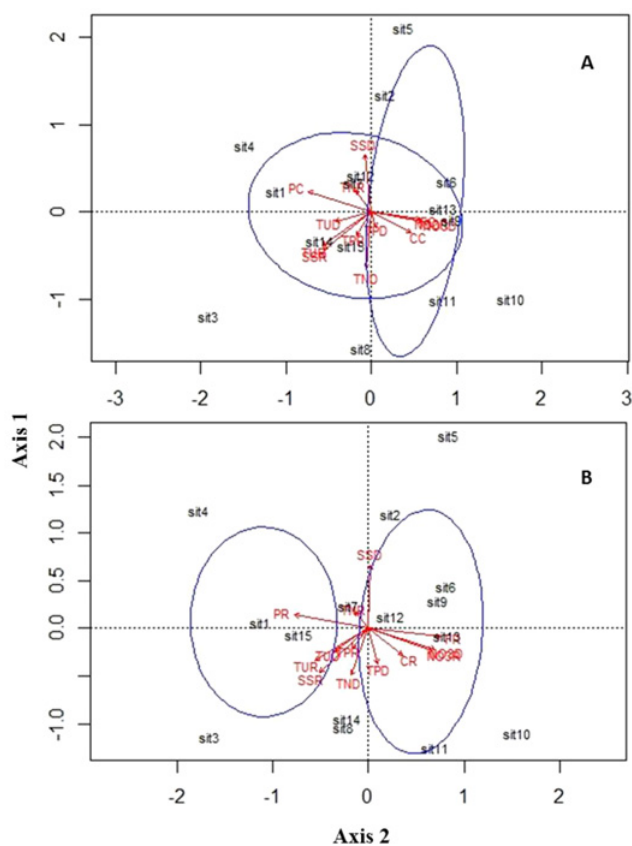 A
sit5
2
sit2
SSD
sit4
1
sit12
PC
sit1
sit6
sit13
0
TUD
CC
sit14
sit15
SSR
TND
-1
sit11
sit10
sit3
sit8
-3 -2 -1 0 1 2 3
Axis 1
B
sit5
2.0
1.5
sit4
sit2
1.0
SSD
0.5
sit6
sit9
sit7
PR
sit12
sit1
0.0
sit15
sit13
TUD
CR
TUR
TPD
SSR
TND
sit14
sit8
-1.0
sit3
sit10
sit11
-2 -1 0 1 2
Axis 2